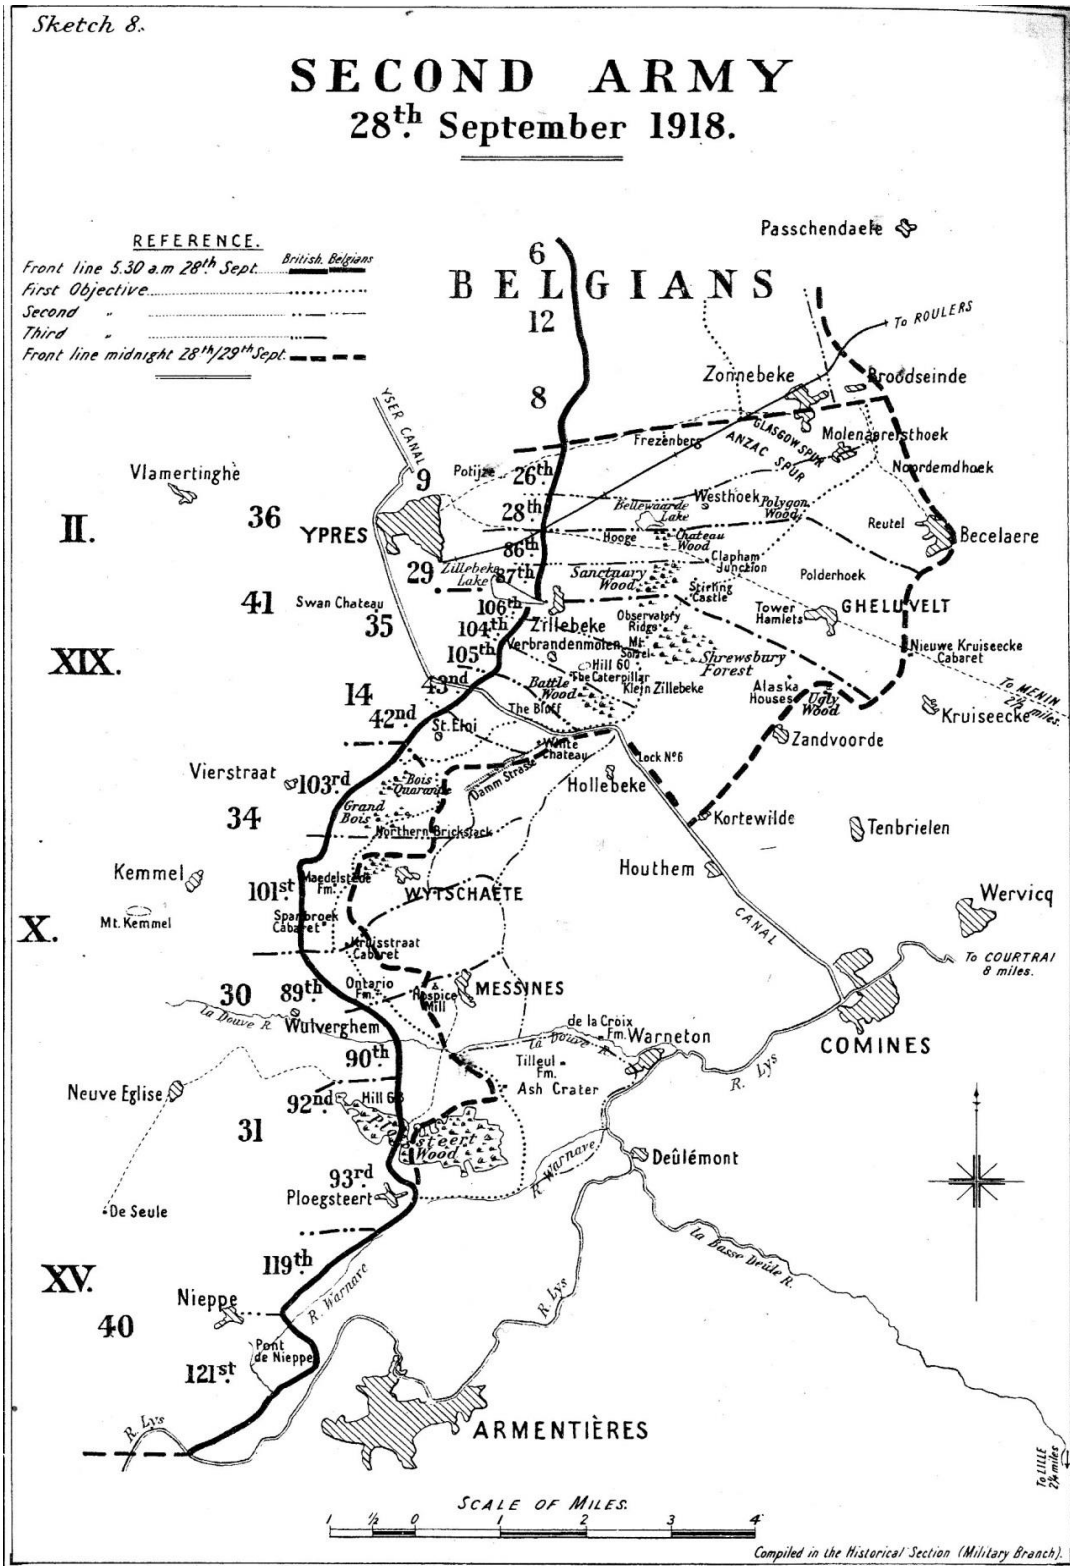 Sketch 8.
SECOND ARMY
28th. September 1918.
REFERENCE.
British. Belgians
Front line 5.30 a.m 28th Sept.
First Objective
Second "
Third "
Front line midnight 28th/29th Sept.
Passchendaele
6
BELGIANS
12
To ROULERS
8
Zonnebeke
Broodseinde
YSER CANAL
GLASGOW SPUR
ANZAC SPUR
Molenaarelsthoek
Frezenberg
Noordemdhoek
Vlamertinghe
Potijze
9
26th
Westhoek
Polygon Wood
II.
36
YPRES
28th
Bellewaarde Lake
Reutel
Becelaere
Hooge
Chateau Wood
86th
Clapham Junction
29
Zillebeke Lake
87th
Sanctuary Wood
Polderhoek
Stirling Castle
41
Swan Chateau
35
106th
Zillebeke
Observatory Ridge
Tower Hamlets
GHELUVELT
104th
Verbrandenmolen
Mt Sorrel
XIX.
105th
Hill 60
The Caterpillar
Klein Zillebeke
Shrewsbury Forest
Nieuwe Kruiseecke Cabaret
To MENIN 2½ miles.
14
43nd
Battle Wood
Alaska Houses
Ugly Wood
Kruiseecke
42nd
The Bluff
St. Eloi
White Chateau
Zandvoorde
Lock No. 6
Vierstraat
103rd
Bois Quarante
Damm Strasse
Hollebeke
34
Grand Bois
Northern Brickstack
Kortewilde
Tenbrielen
Kemmel
101st
Maedelstede Fm.
WYTSCHAETE
Houthem
Wervicq
Mt. Kemmel
X.
Spanbroek Cabaret
CANAL
Kruisstraat Cabaret
To COURTRAI 8 miles.
30
89th
Ontario Fm.
Hospice Mill
MESSINES
la Douve R
Wulverghem
de la Croix Fm.
Warneton
la Douve R
COMINES
90th
Tilleul Fm.
R. Lys
Neuve Eglise
92nd
Hill 63
Ash Crater
31
Ploegsteert Wood
Deûlémont
R. Warnave
93rd
Ploegsteert
De Seule
la Basse Deûle R.
119th
XV.
R. Warnave
R. Lys
Nieppe
40
Pont de Nieppe
121st
R. Lys
ARMENTIÈRES
To LILLE 2¼ miles
SCALE OF MILES.
1 ½ 0 1 2 3 4
Compiled in the Historical Section (Military Branch).